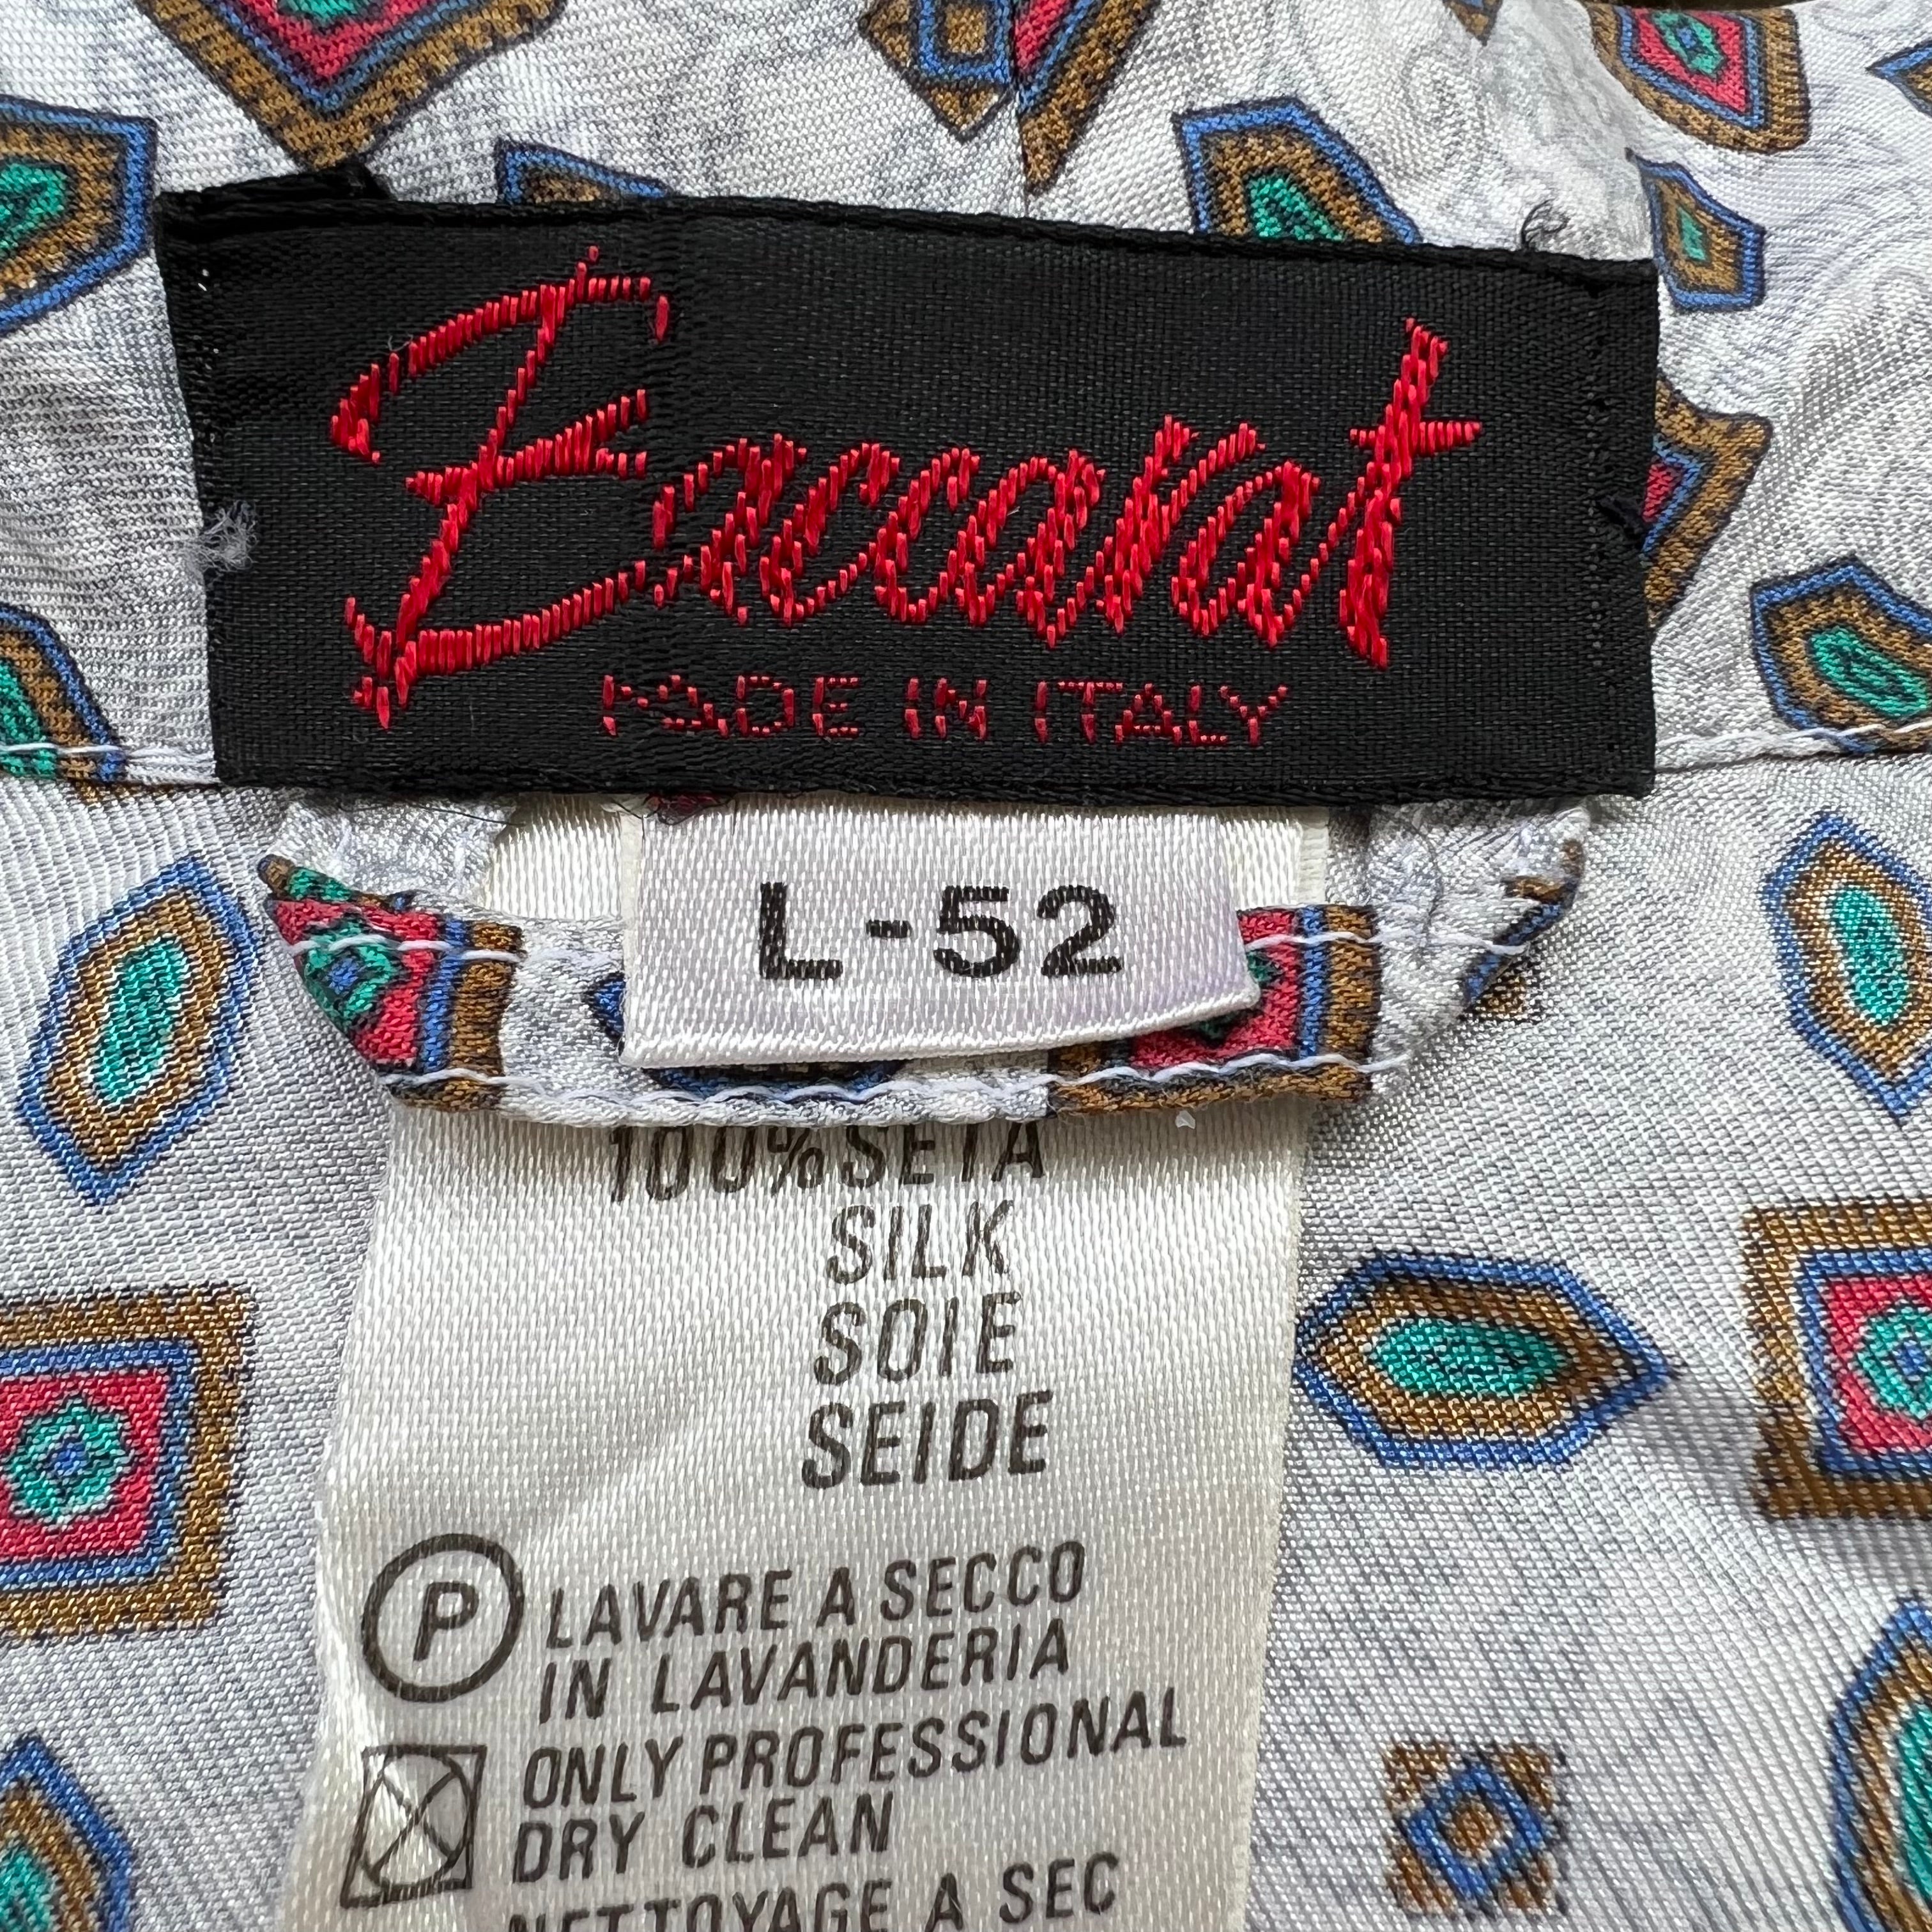 Baccarat
MADE IN ITALY
L-52
100% SETA
SILK
SOIE
SEIDE
P
LAVARE A SECCO
IN LAVANDERIA
ONLY PROFESSIONAL
DRY CLEAN
NETTOYAGE A SEC